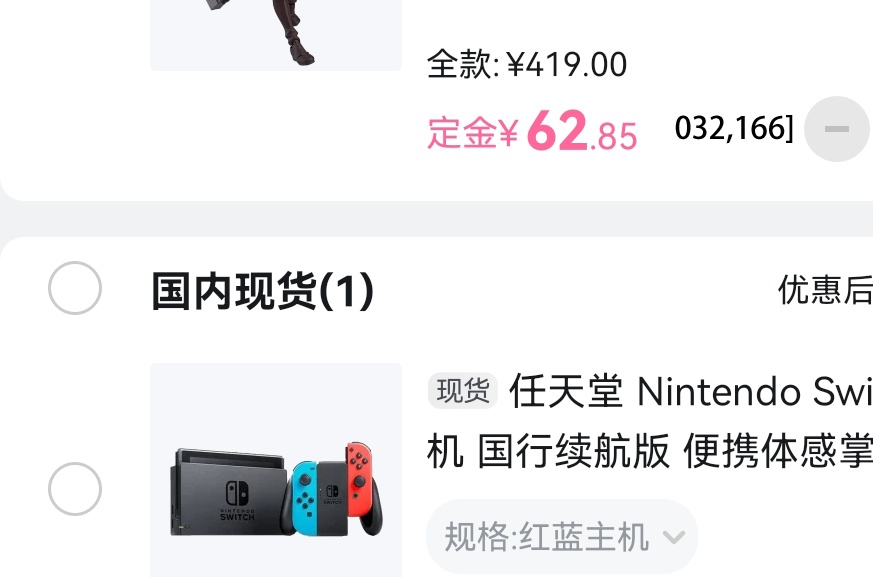 全款: ¥419.00
定金¥62.85 032,166]
国内现货(1) 优惠后
现货 任天堂 Nintendo Swi
机 国行续航版 便携体感掌
NINTENDO
SWITCH
规格:红蓝主机